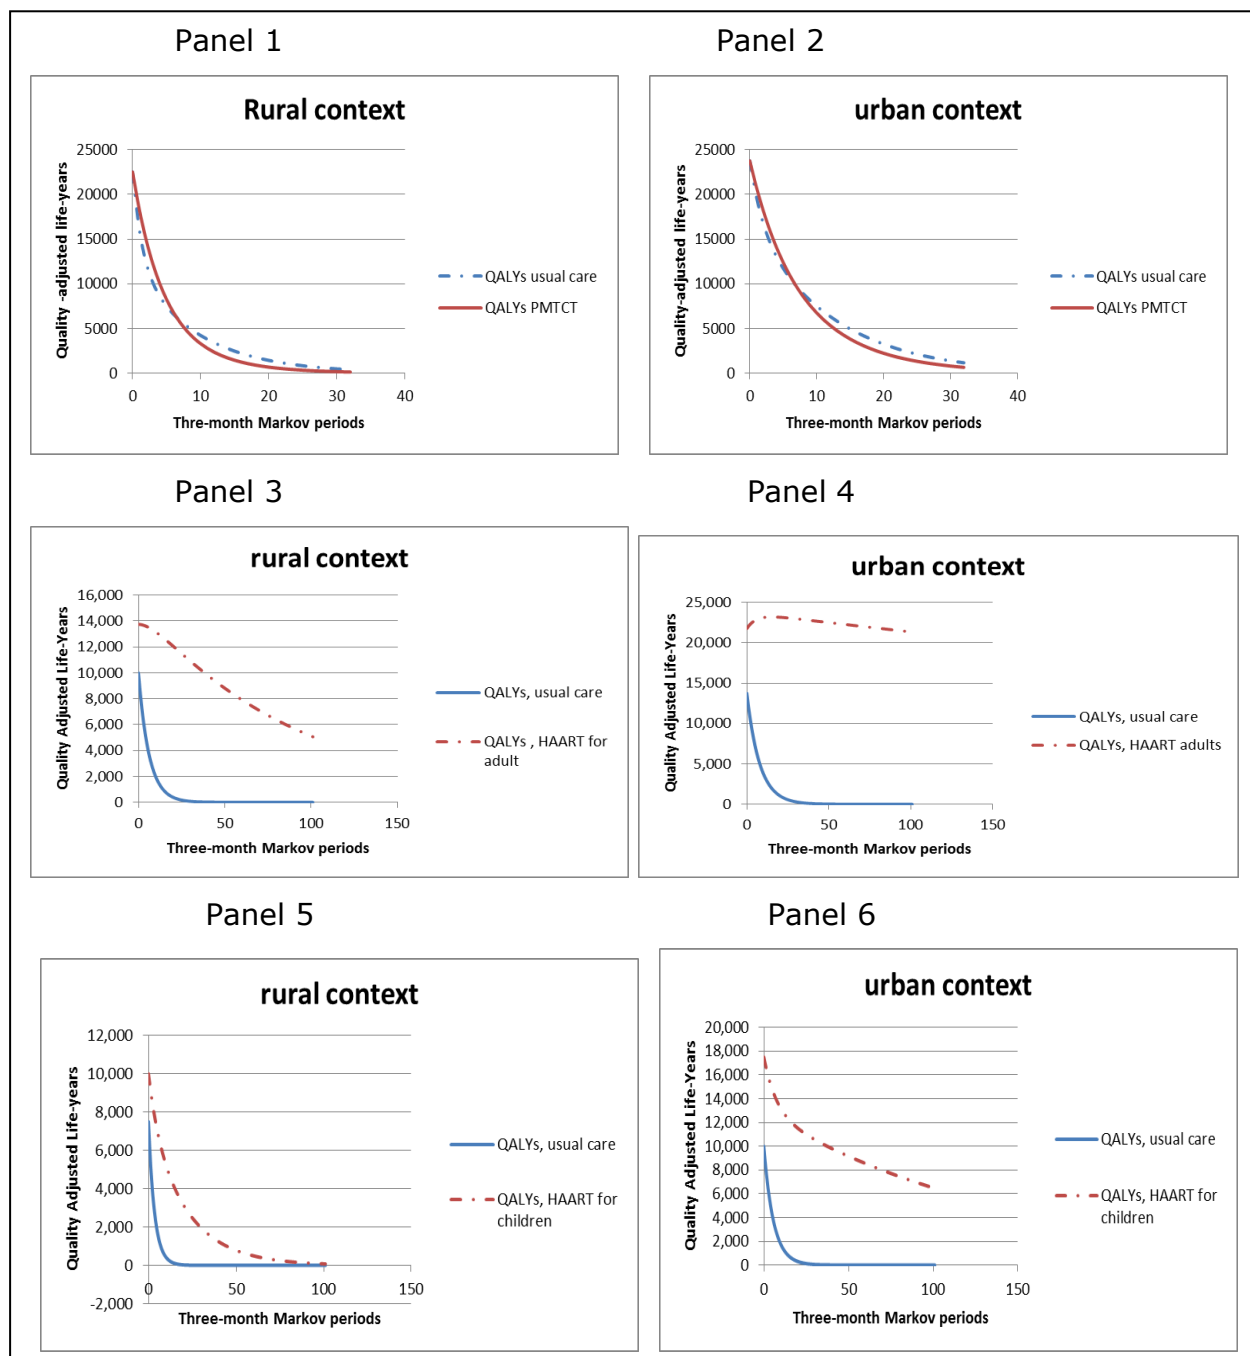 Panel 1
Panel 2
Rural context
Quality -adjusted life-years
25000
20000
15000
10000
5000
0
0 10 20 30 40
Thre-month Markov periods
QALYs usual care
QALYs PMTCT
urban context
Quality-adjusted life-years
25000
20000
15000
10000
5000
0
0 10 20 30 40
Three-month Markov periods
QALYs usual care
QALYs PMTCT
Panel 3
Panel 4
rural context
Quality Adjusted Life-Years
16,000
14,000
12,000
10,000
8,000
6,000
4,000
2,000
0
0 50 100 150
Three-month Markov periods
QALYs, usual care
QALYs , HAART for
adult
urban context
Quality Adjusted Life-Years
25,000
20,000
15,000
10,000
5,000
0
0 50 100 150
Three-month Markov periods
QALYs, usual care
QALYs, HAART adults
Panel 5
Panel 6
rural context
Quality Adjusted Life-years
12,000
10,000
8,000
6,000
4,000
2,000
0
-2,000
0 50 100 150
Three-month Markov periods
QALYs, usual care
QALYs, HAART for
children
urban context
Quality Adjusted Life-Years
20,000
18,000
16,000
14,000
12,000
10,000
8,000
6,000
4,000
2,000
0
0 50 100 150
Three-month Markov periods
QALYs, usual care
QALYs, HAART for
children